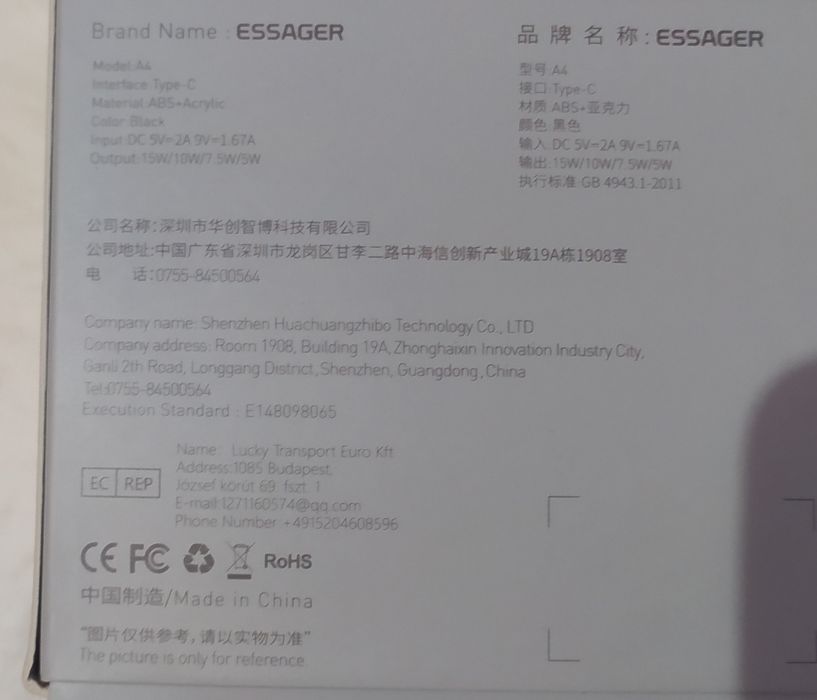 Brand Name : ESSAGER
Model:A4
Interface:Type-C
Material:ABS+Acrylic
Color:Black
Input:DC 5V=2A 9V=1.67A
Output:15W/10W/7.5W/5W
品 牌 名 称 : ESSAGER
型号:A4
接口:Type-C
材质:ABS+亚克力
颜色:黑色
输入:DC 5V=2A 9V=1.67A
输出:15W/10W/7.5W/5W
执行标准:GB 4943.1-2011
公司名称:深圳市华创智博科技有限公司
公司地址:中国广东省深圳市龙岗区甘李二路中海信创新产业城19A栋1908室
电 话:0755-84500564
Company name: Shenzhen Huachuangzhibo Technology Co., LTD
Company address: Room 1908, Building 19A, Zhonghaixin Innovation Industry City,
Ganli 2th Road, Longgang District, Shenzhen, Guangdong, China
Tel:0755-84500564
Execution Standard : E148098065
EC REP
Name: Lucky Transport Euro Kft
Address:1085 Budapest,
József körút 69. fszt. 1
E-mail:1271160574@qq.com
Phone Number :+4915204608596
CE FC RoHS
中国制造/Made in China
"图片仅供参考，请以实物为准"
The picture is only for reference